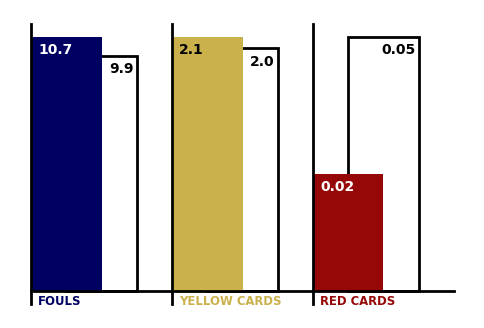 10.7
9.9
2.1
2.0
0.02
0.05
FOULS
YELLOW CARDS
RED CARDS